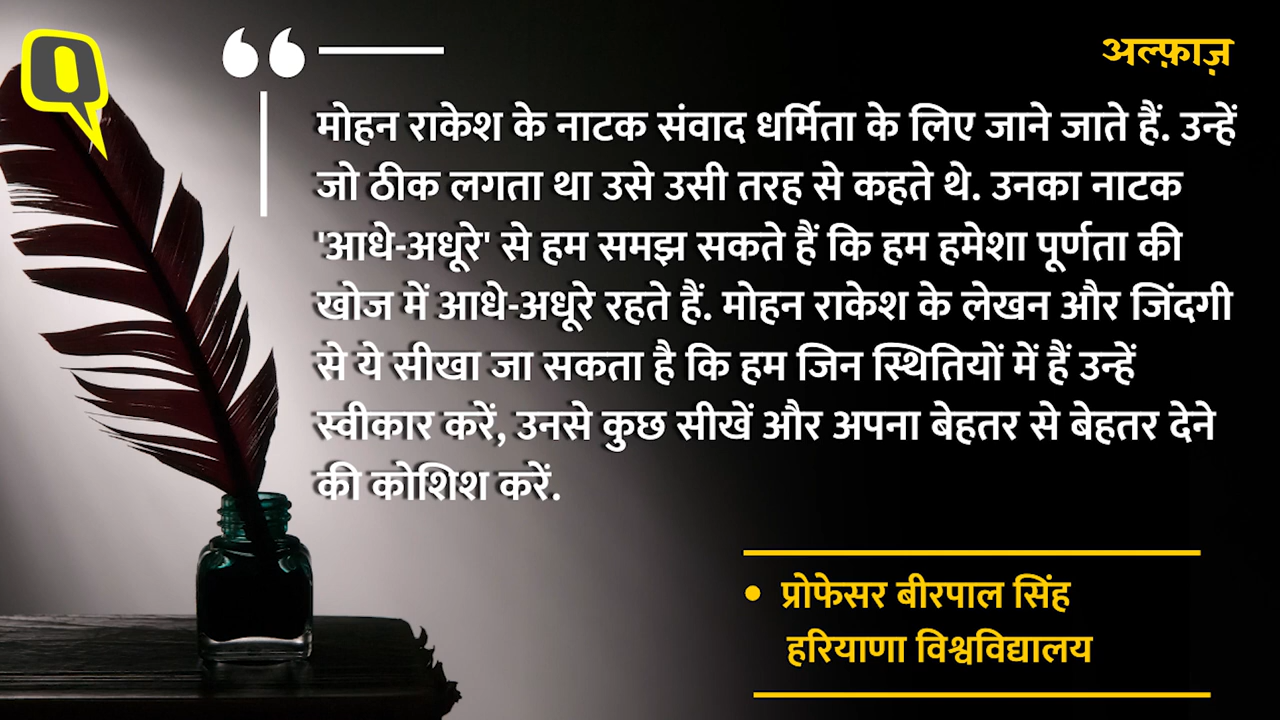 अल्फ़ाज़
मोहन राकेश के नाटक संवाद धर्मिता के लिए जाने जाते हैं. उन्हें
जो ठीक लगता था उसे उसी तरह से कहते थे. उनका नाटक
'आधे-अधूरे' से हम समझ सकते हैं कि हम हमेशा पूर्णता की
खोज में आधे-अधूरे रहते हैं. मोहन राकेश के लेखन और जिंदगी
से ये सीखा जा सकता है कि हम जिन स्थितियों में हैं उन्हें
स्वीकार करें, उनसे कुछ सीखें और अपना बेहतर से बेहतर देने
की कोशिश करें.
• प्रोफेसर बीरपाल सिंह
हरियाणा विश्वविद्यालय